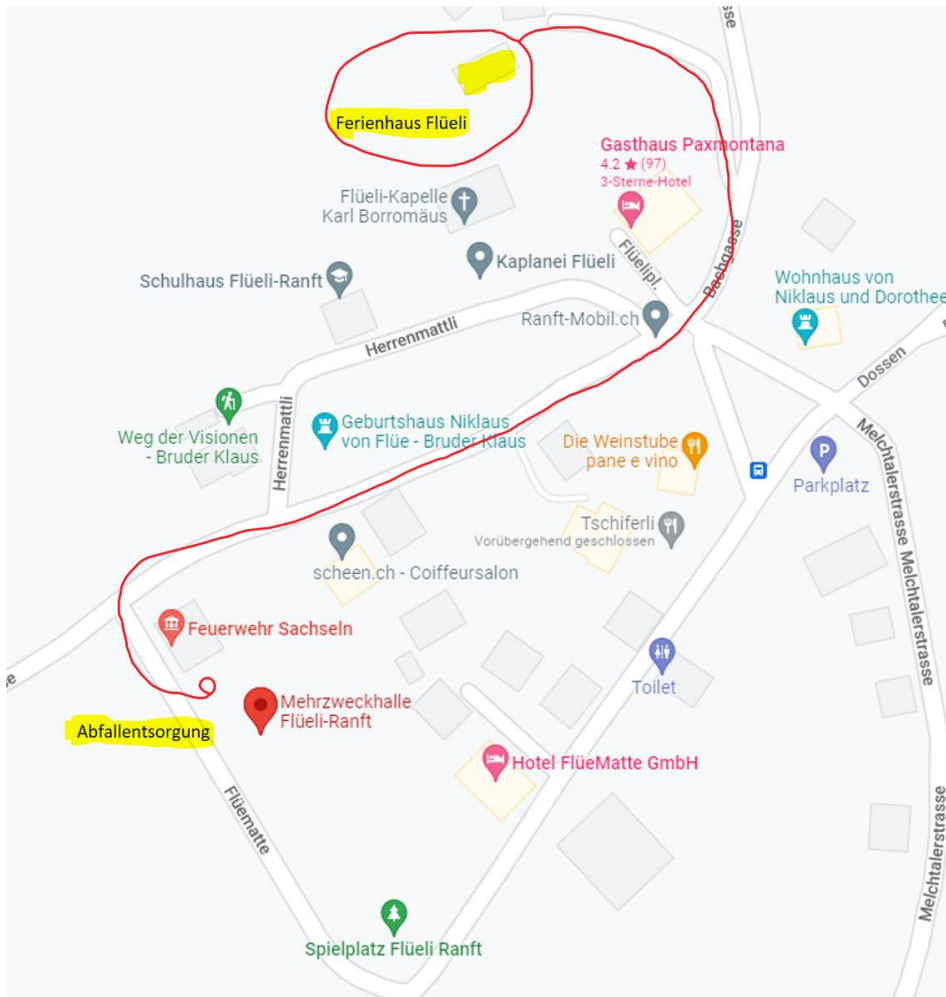 sse
Ferienhaus Flüeli
Gasthaus Paxmontana
4.2 ★ (97)
3-Sterne-Hotel
Flüeli-Kapelle
Karl Borromäus
Flüelipl.
Bachgasse
Kaplanei Flüeli
Schulhaus Flüeli-Ranft
Wohnhaus von
Niklaus und Dorothee
Ranft-Mobil.ch
Herrenmattli
Dossen
Herrenmattli
Weg der Visionen
- Bruder Klaus
Geburtshaus Niklaus
von Flüe - Bruder Klaus
Die Weinstube
pane e vino
P
Parkplatz
Melchtalerstrasse
Melchtalerstrasse
Tschiferli
Vorübergehend geschlossen
scheen.ch - Coiffeursalon
Feuerwehr Sachseln
Toilet
Mehrzweckhalle
Flüeli-Ranft
Abfallentsorgung
Hotel FlüeMatte GmbH
Flüematte
Melchtalerstrasse
Spielplatz Flüeli Ranft